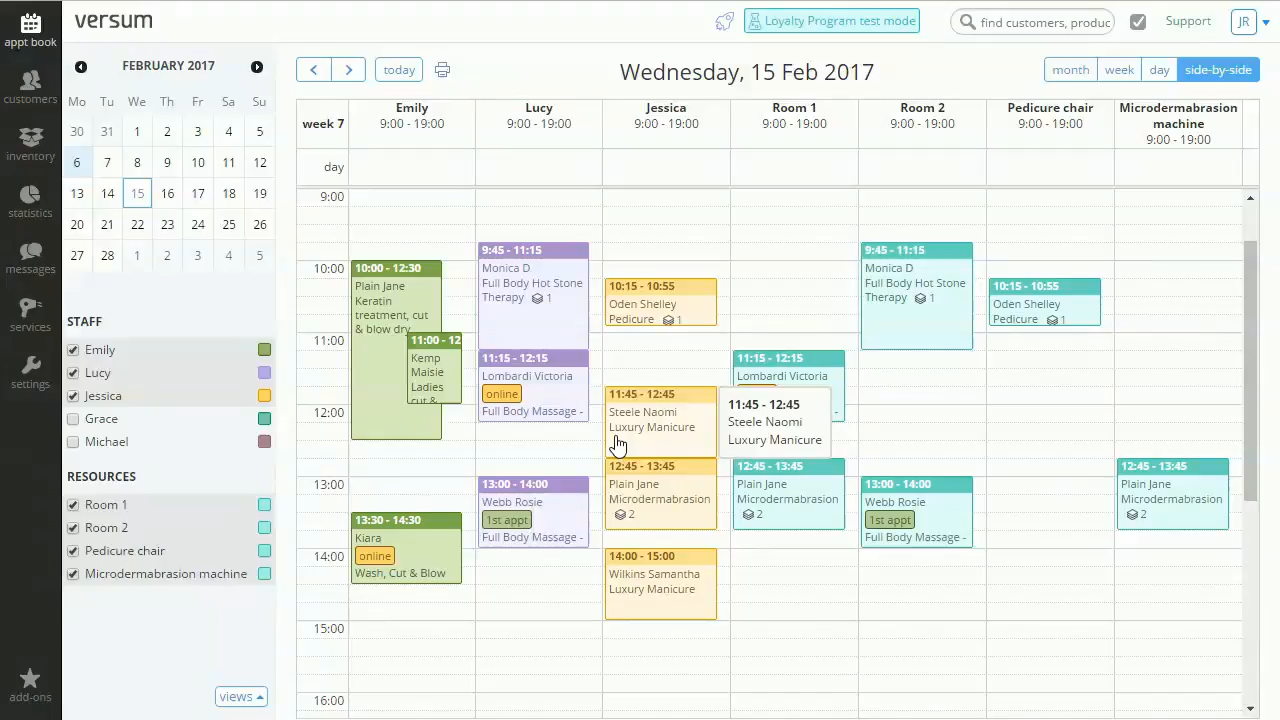 versum
Loyalty Program test mode
find customers, produc
Support
JR
appt book
customers
inventory
statistics
messages
services
settings
add-ons
FEBRUARY 2017
Mo Tu We Th Fr Sa Su
30 31 1 2 3 4 5
6 7 8 9 10 11 12
13 14 15 16 17 18 19
20 21 22 23 24 25 26
27 28 1 2 3 4 5
STAFF
Emily
Lucy
Jessica
Grace
Michael
RESOURCES
Room 1
Room 2
Pedicure chair
Microdermabrasion machine
views
today
Wednesday, 15 Feb 2017
month week day side-by-side
week 7
Emily
9:00 - 19:00
Lucy
9:00 - 19:00
Jessica
9:00 - 19:00
Room 1
9:00 - 19:00
Room 2
9:00 - 19:00
Pedicure chair
9:00 - 19:00
Microdermabrasion
machine
9:00 - 19:00
day
9:00
10:00
11:00
12:00
13:00
14:00
15:00
16:00
10:00 - 12:30
Plain Jane
Keratin
treatment, cut
& blow dry
11:00 - 12
Kemp
Maisie
Ladies
cut &
13:30 - 14:30
Kiara
online
Wash, Cut & Blow
9:45 - 11:15
Monica D
Full Body Hot Stone
Therapy 1
11:15 - 12:15
Lombardi Victoria
online
Full Body Massage -
13:00 - 14:00
Webb Rosie
1st appt
Full Body Massage -
10:15 - 10:55
Oden Shelley
Pedicure 1
11:45 - 12:45
Steele Naomi
Luxury Manicure
12:45 - 13:45
Plain Jane
Microdermabrasion
2
14:00 - 15:00
Wilkins Samantha
Luxury Manicure
11:15 - 12:15
Lombardi Victoria
-
11:45 - 12:45
Steele Naomi
Luxury Manicure
12:45 - 13:45
Plain Jane
Microdermabrasion
2
9:45 - 11:15
Monica D
Full Body Hot Stone
Therapy 1
13:00 - 14:00
Webb Rosie
1st appt
Full Body Massage -
10:15 - 10:55
Oden Shelley
Pedicure 1
12:45 - 13:45
Plain Jane
Microdermabrasion
2